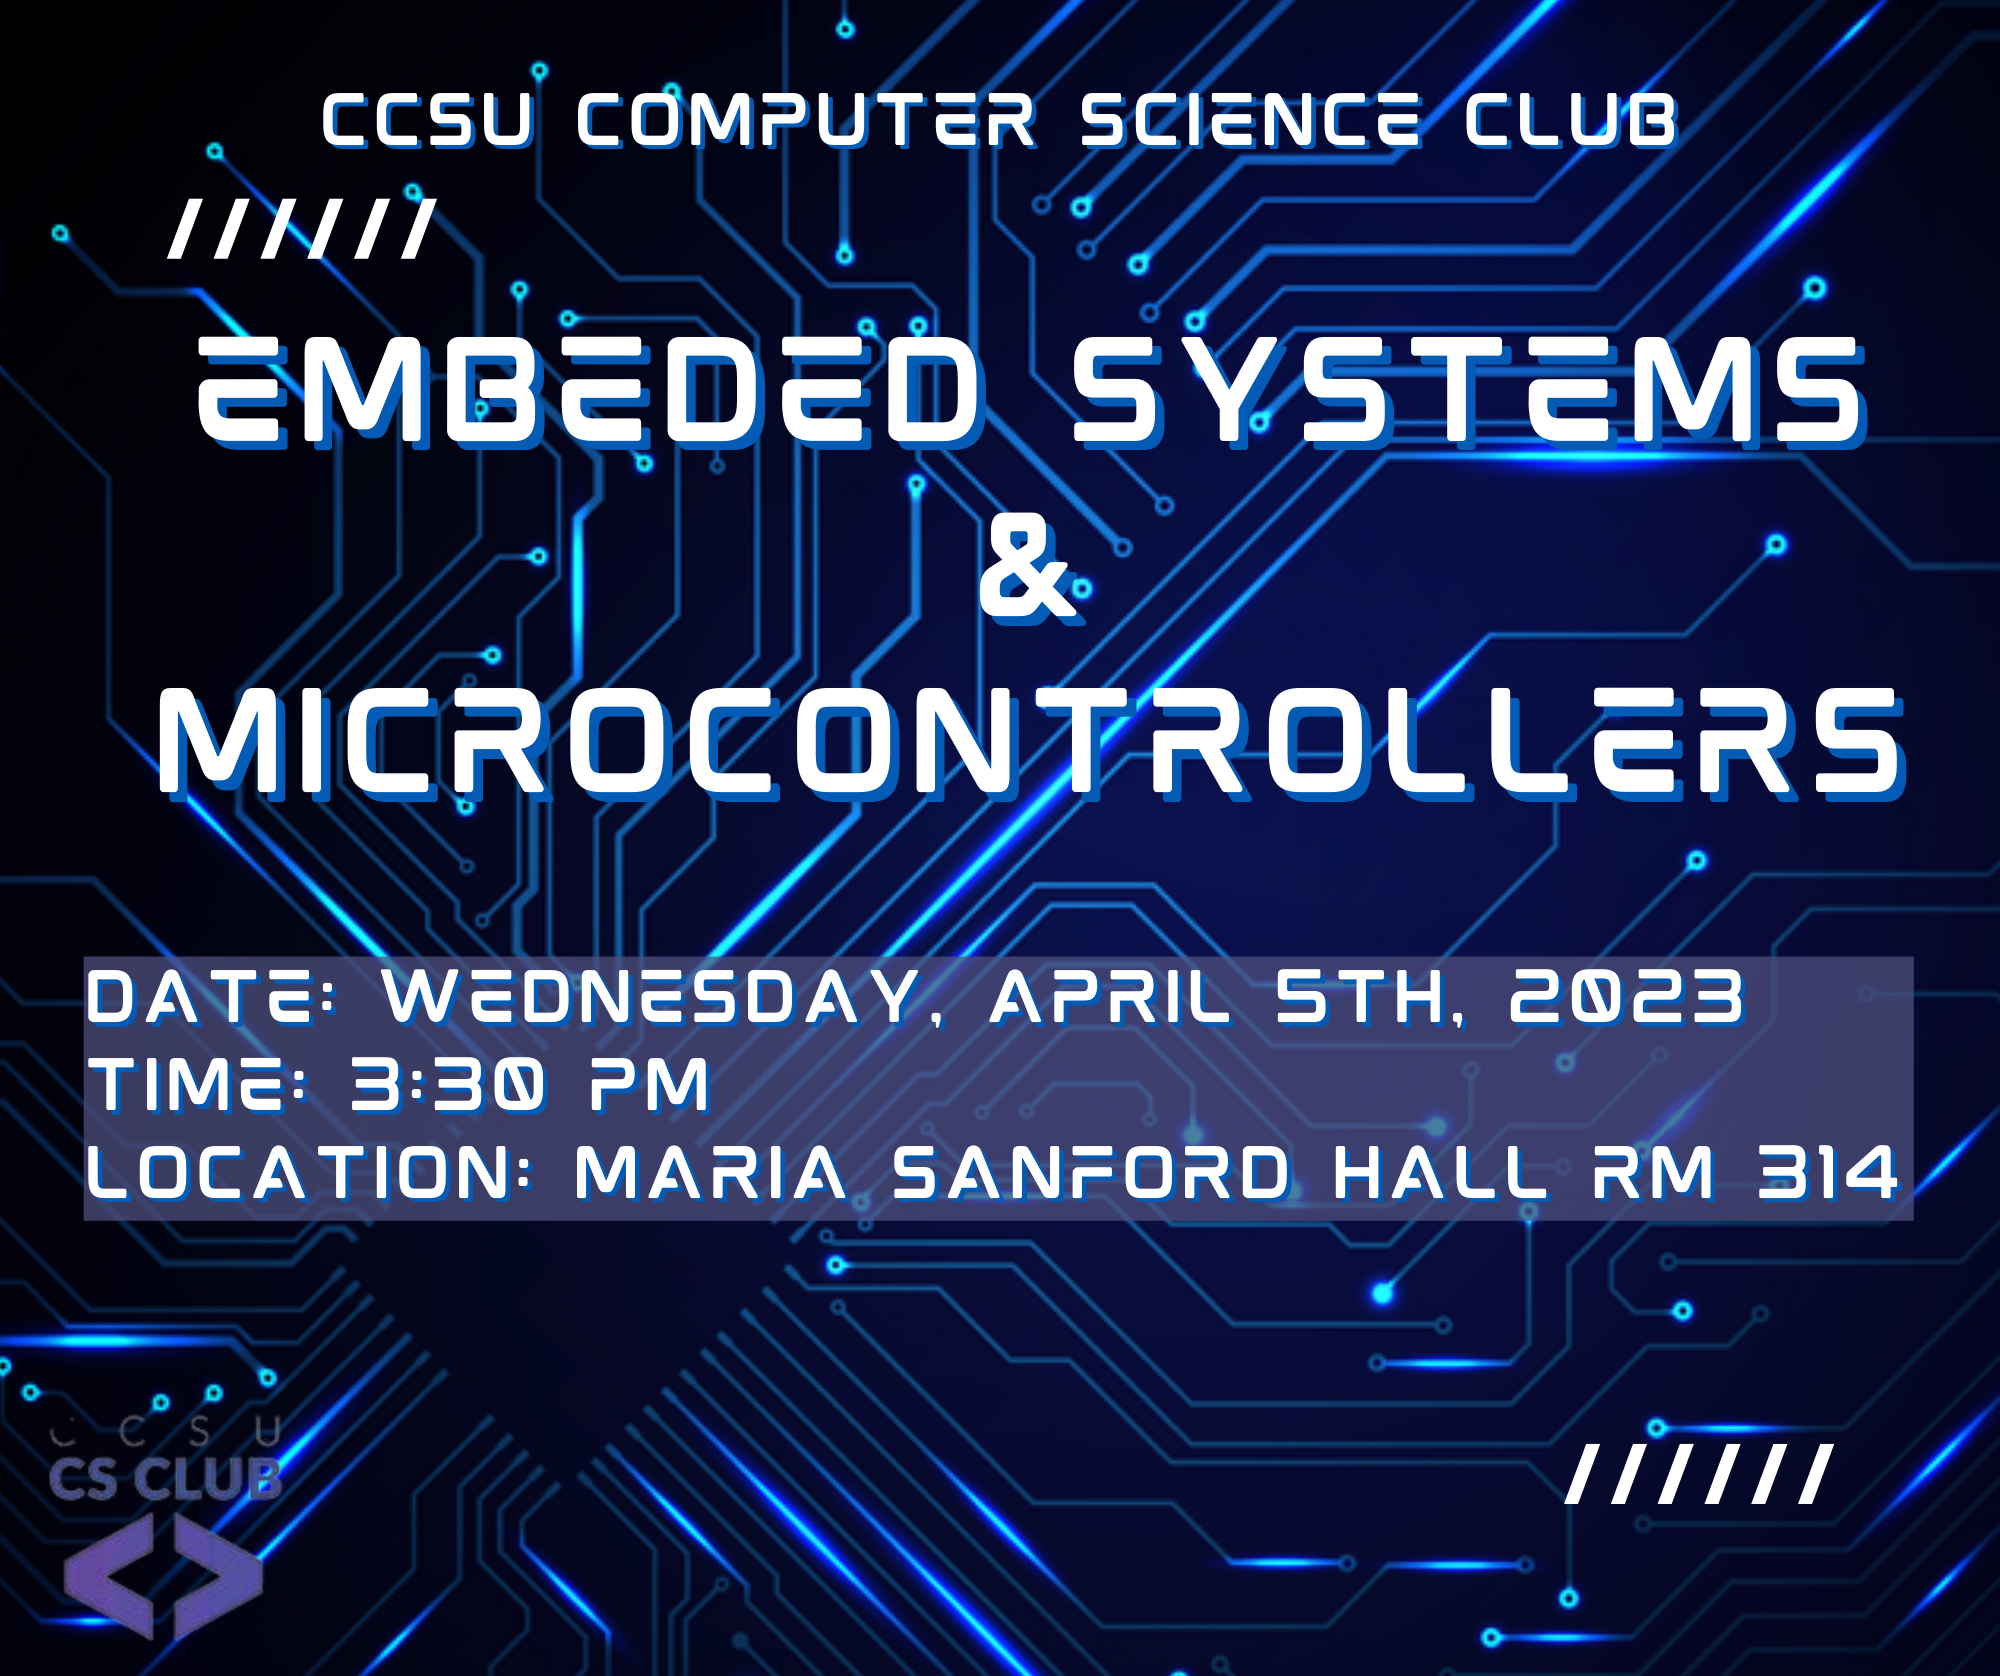 CCSU COMPUTER SCIENCE CLUB
//////
EMBEDED SYSTEMS
&
MICROCONTROLLERS
DATE: WEDNESDAY, APRIL 5TH, 2023
TIME: 3:30 PM
LOCATION: MARIA SANFORD HALL RM 314
CCSU
CS CLUB
<>
//////